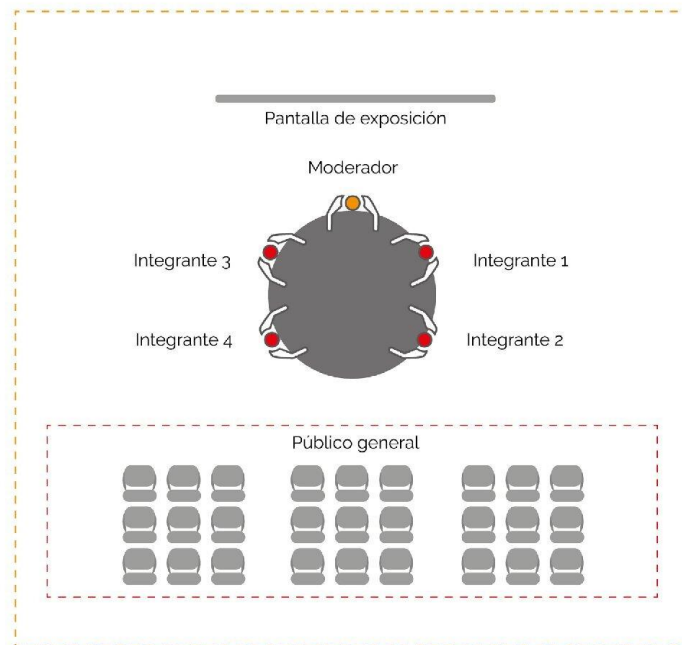 Pantalla de exposición
Moderador
Integrante 3
Integrante 1
Integrante 4
Integrante 2
Público general